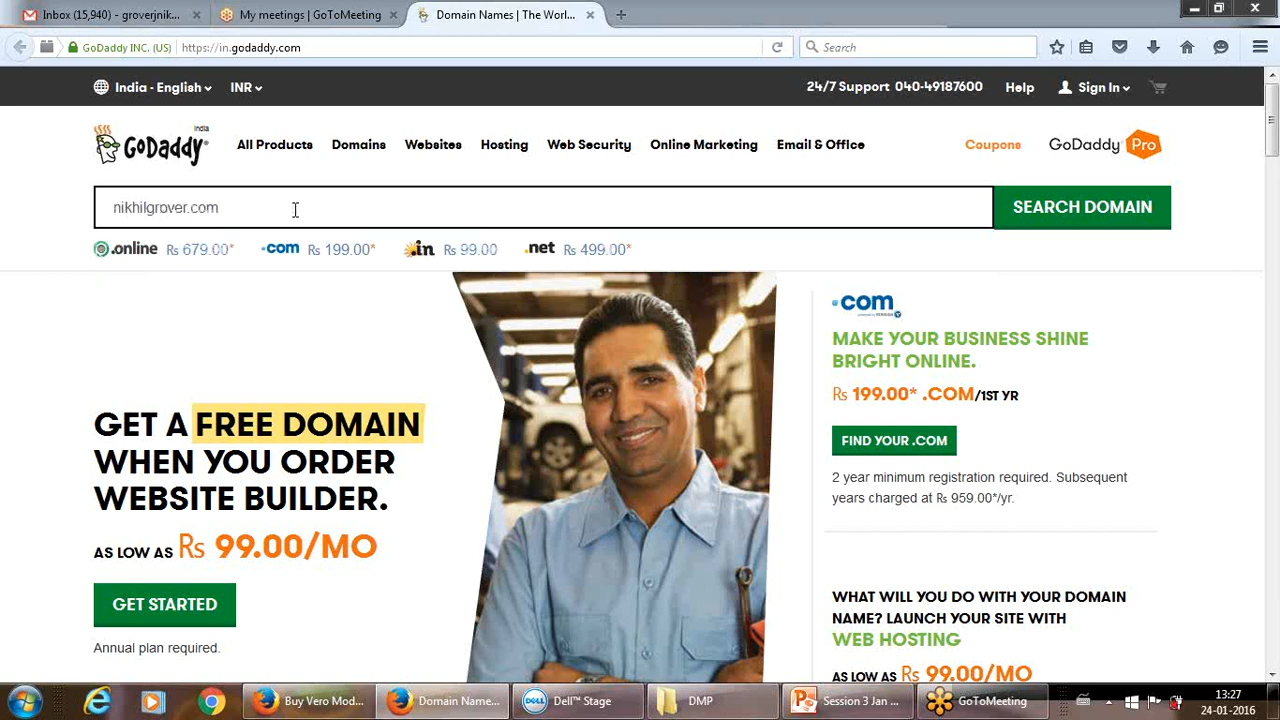 Inbox (15,940) - groverjnik...
My meetings | GoToMeeting
Domain Names | The Worl...
GoDaddy INC. (US)
https://in.godaddy.com
Search
India - English
INR
24/7 Support 040-49187600
Help
Sign In
GoDaddy
India
All Products
Domains
Websites
Hosting
Web Security
Online Marketing
Email & Office
Coupons
GoDaddy Pro
nikhilgrover.com
SEARCH DOMAIN
.online Rs 679.00*
.com Rs 199.00*
.in Rs 99.00
.net Rs 499.00*
GET A FREE DOMAIN
WHEN YOU ORDER
WEBSITE BUILDER.
AS LOW AS Rs 99.00/MO
GET STARTED
Annual plan required.
.com
MAKE YOUR BUSINESS SHINE
BRIGHT ONLINE.
Rs 199.00* .COM/1ST YR
FIND YOUR .COM
2 year minimum registration required. Subsequent
years charged at Rs 959.00*/yr.
WHAT WILL YOU DO WITH YOUR DOMAIN
NAME? LAUNCH YOUR SITE WITH
WEB HOSTING
AS LOW AS Rs 99.00/MO
Buy Vero Mod...
Domain Name...
DELL
Dell™ Stage
DMP
Session 3 Jan ...
GoToMeeting
13:27
24-01-2016